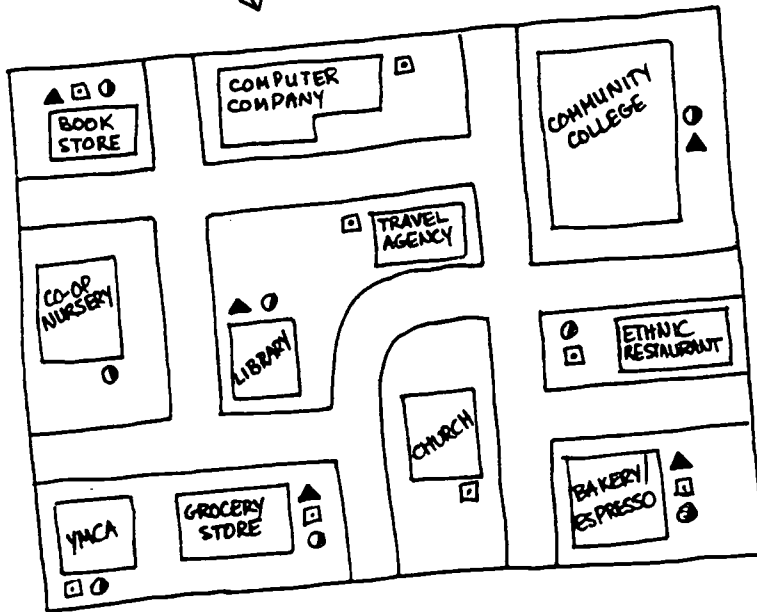 COMPUTER
COMPANY
COMMUNITY
COLLEGE
BOOK
STORE
TRAVEL
AGENCY
CO-OP
NURSERY
LIBRARY
ETHNIC
RESTAURANT
CHURCH
BAKERY/
ESPRESSO
GROCERY
STORE
YMCA